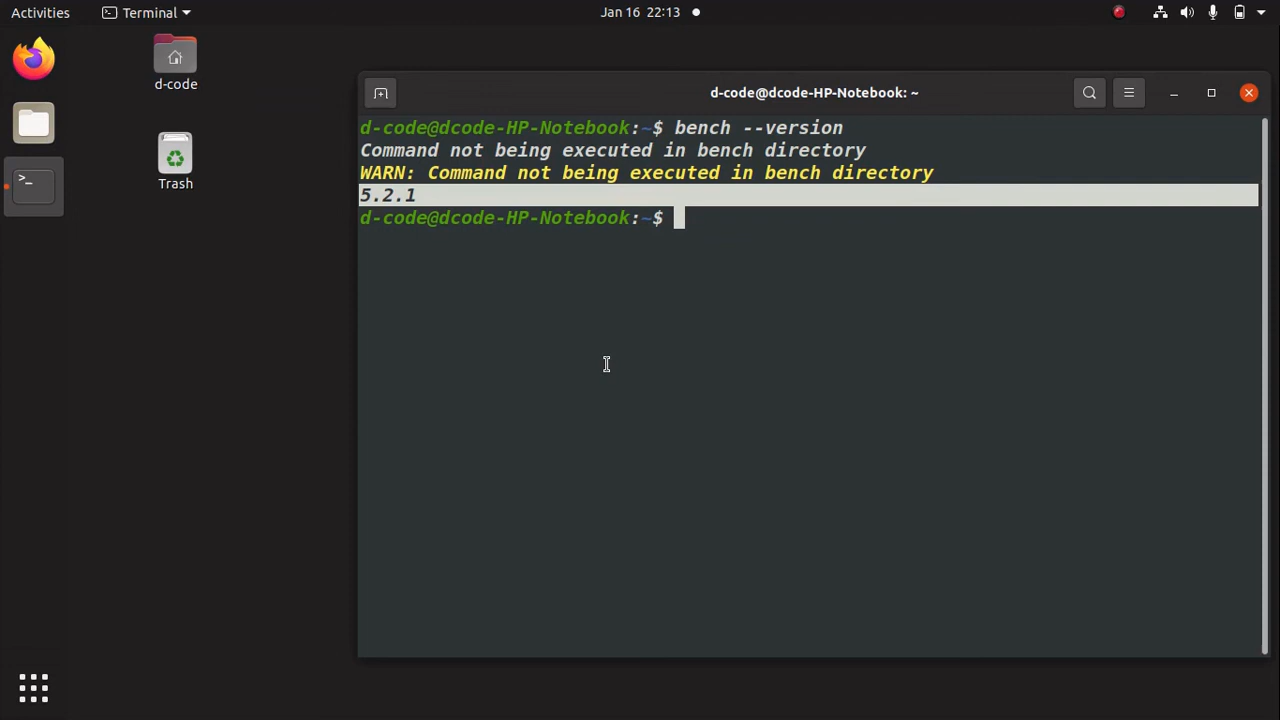 Activities
Terminal
Jan 16 22:13
d-code
Trash
d-code@dcode-HP-Notebook: ~
d-code@dcode-HP-Notebook:~$ bench --version
Command not being executed in bench directory
WARN: Command not being executed in bench directory
5.2.1
d-code@dcode-HP-Notebook:~$